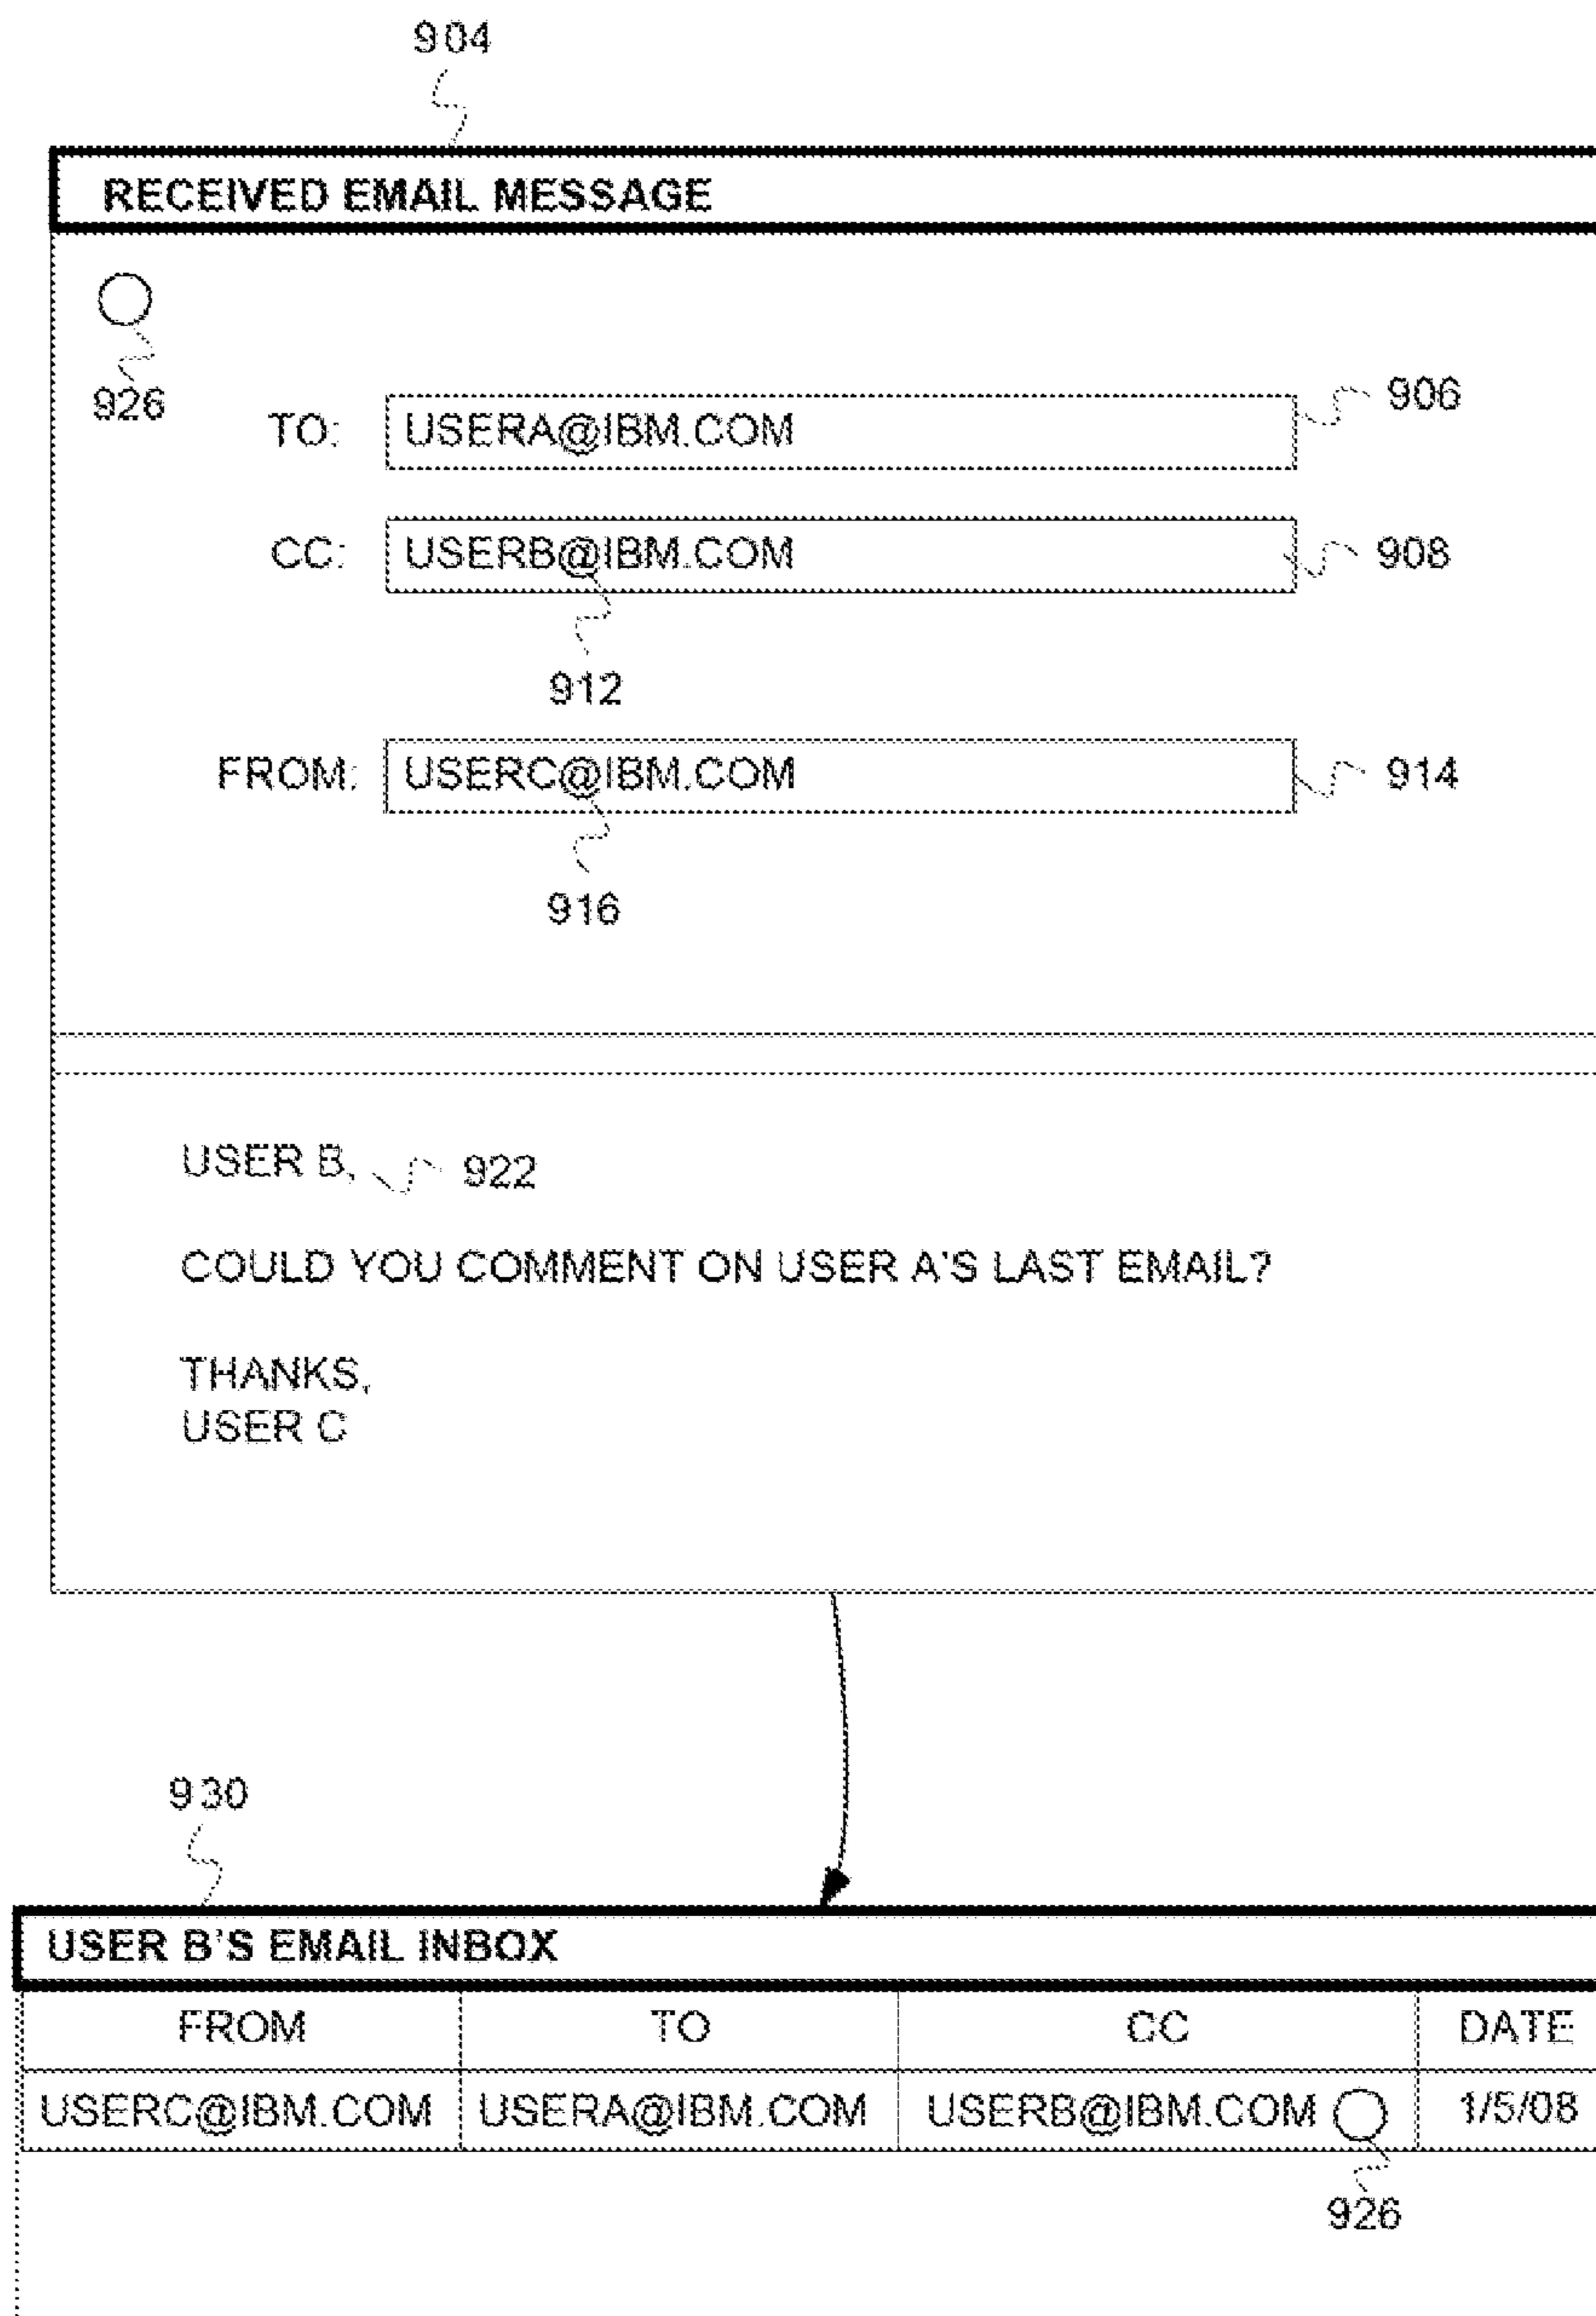 904
RECEIVED EMAIL MESSAGE
926
TO: USERA@IBM.COM 906
CC: USERB@IBM.COM 908
912
FROM: USERC@IBM.COM 914
916
USER B, 922
COULD YOU COMMENT ON USER A'S LAST EMAIL?
THANKS,
USER C
930
USER B'S EMAIL INBOX
FROM TO CC DATE
USERC@IBM.COM USERA@IBM.COM USERB@IBM.COM 1/5/08
926